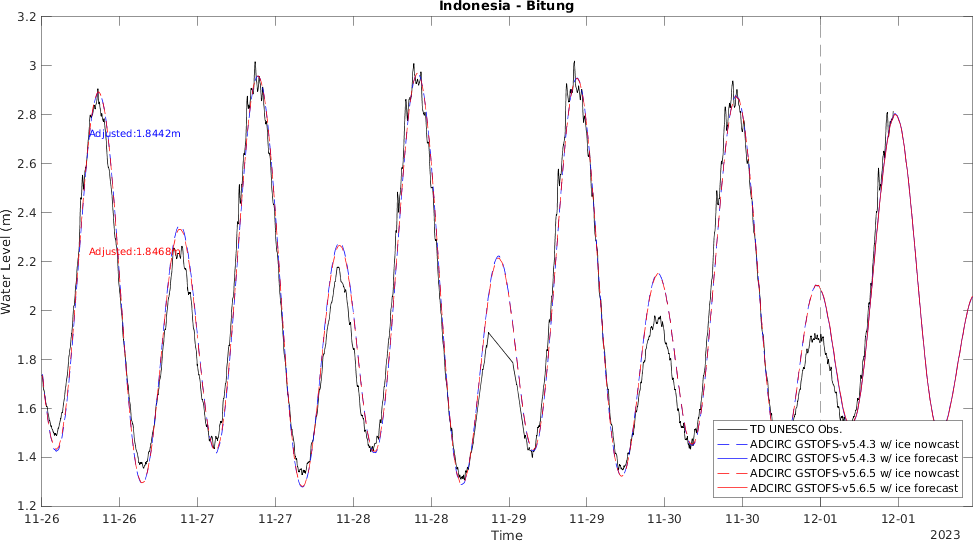 Indonesia - Bitung
3.2
3
2.8
2.6
2.4
2.2
2
1.8
1.6
1.4
1.2
Water Level (m)
Adjusted:1.8442m
Adjusted:1.8468m
TD UNESCO Obs.
ADCIRC GSTOFS-v5.4.3 w/ ice nowcast
ADCIRC GSTOFS-v5.4.3 w/ ice forecast
ADCIRC GSTOFS-v5.6.5 w/ ice nowcast
ADCIRC GSTOFS-v5.6.5 w/ ice forecast
11-26 11-26 11-27 11-27 11-28 11-28 11-29 11-29 11-30 11-30 12-01 12-01
Time
2023